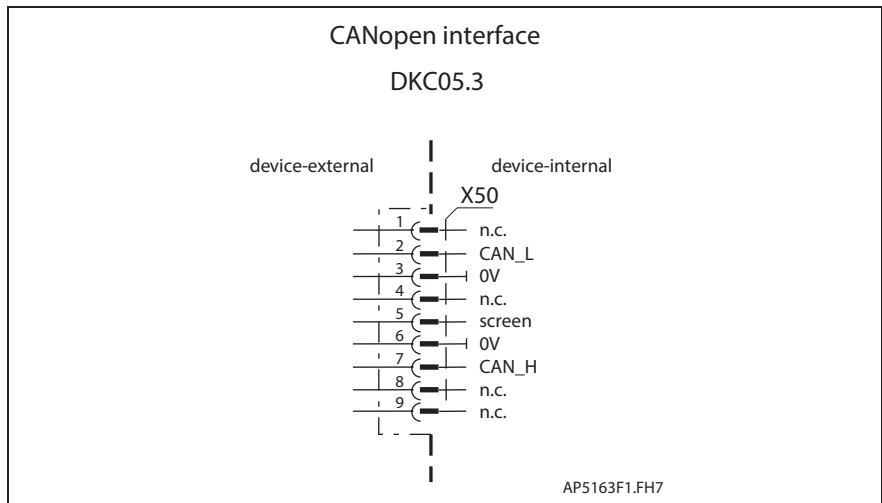 CANopen interface
DKC05.3
device-external device-internal
X50
1 n.c.
2 CAN_L
3 0V
4 n.c.
5 screen
6 0V
7 CAN_H
8 n.c.
9 n.c.
AP5163F1.FH7